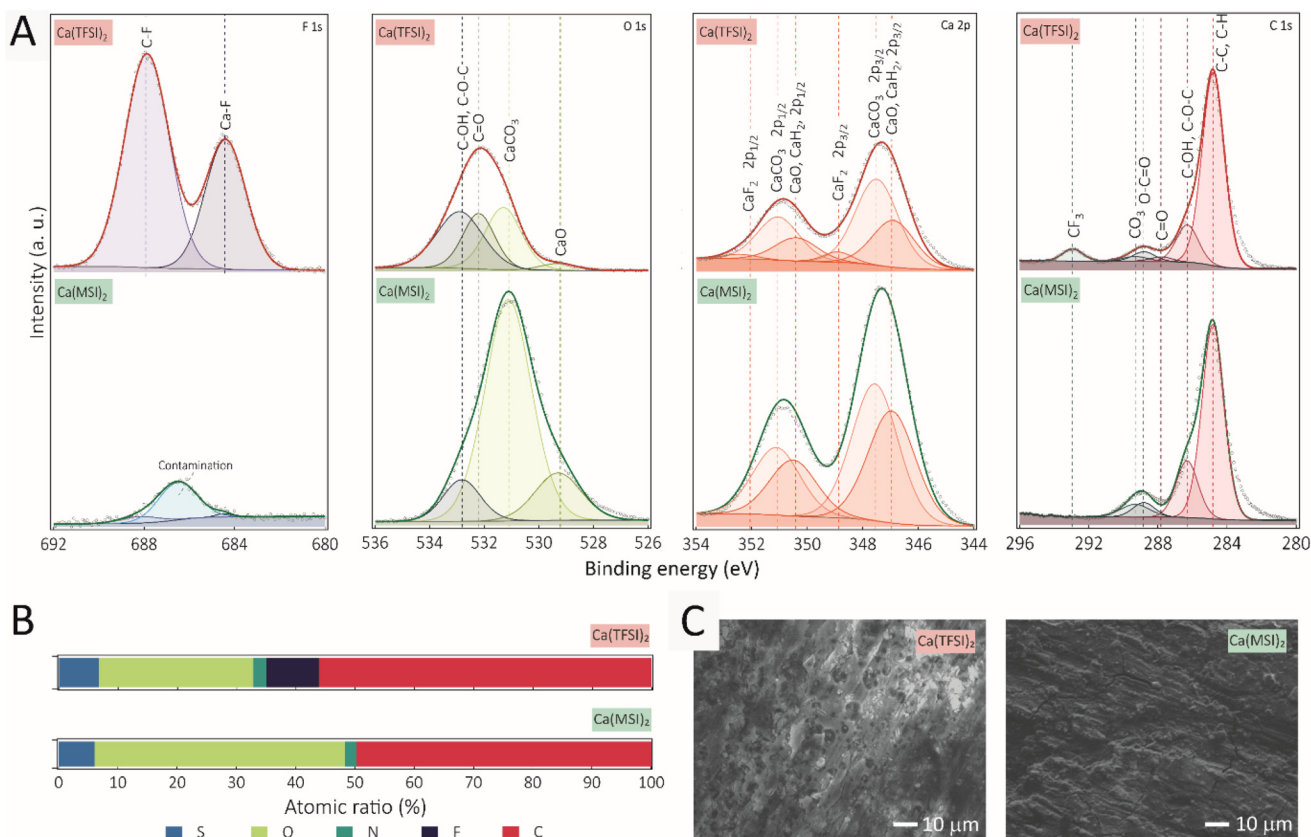 A
Ca(TFSI)₂
F 1s
C-F
Ca-F
Ca(MSI)₂
Contamination
692 688 684 680
Ca(TFSI)₂
O 1s
C-OH, C-O-C
C=O
CaCO₃
CaO
Ca(MSI)₂
536 534 532 530 528 526
Ca(TFSI)₂
Ca 2p
CaF₂ 2p₁/₂
CaCO₃ 2p₁/₂
CaO, CaH₂, 2p₁/₂
CaF₂ 2p₃/₂
CaCO₃ 2p₃/₂
CaO, CaH₂, 2p₃/₂
Ca(MSI)₂
354 352 350 348 346 344
Ca(TFSI)₂
C 1s
CF₃
CO₃
O-C=O
C=O
C-OH, C-O-C
C-C, C-H
Ca(MSI)₂
296 292 288 284 280
Intensity (a. u.)
Binding energy (eV)
B
Ca(TFSI)₂
Ca(MSI)₂
0 10 20 30 40 50 60 70 80 90 100
Atomic ratio (%)
S O N F C
C
Ca(TFSI)₂
10 µm
Ca(MSI)₂
10 µm